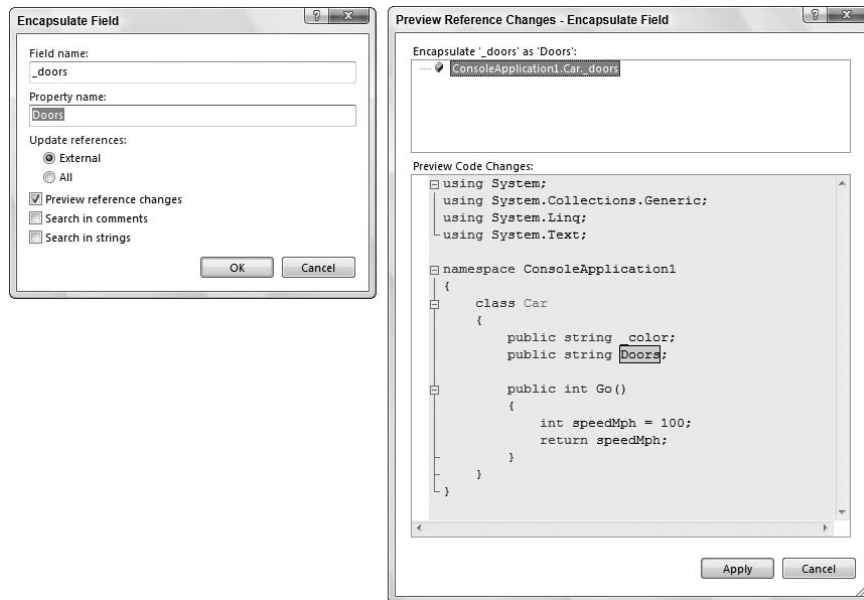 Encapsulate Field
Field name:
_doors
Property name:
Doors
Update references:
External
All
Preview reference changes
Search in comments
Search in strings
OK
Cancel
Preview Reference Changes - Encapsulate Field
Encapsulate '_doors' as 'Doors':
ConsoleApplication1.Car._doors
Preview Code Changes:
using System;
using System.Collections.Generic;
using System.Linq;
using System.Text;
namespace ConsoleApplication1
{
class Car
{
public string _color;
public string Doors;
public int Go()
{
int speedMph = 100;
return speedMph;
}
}
}
Apply
Cancel